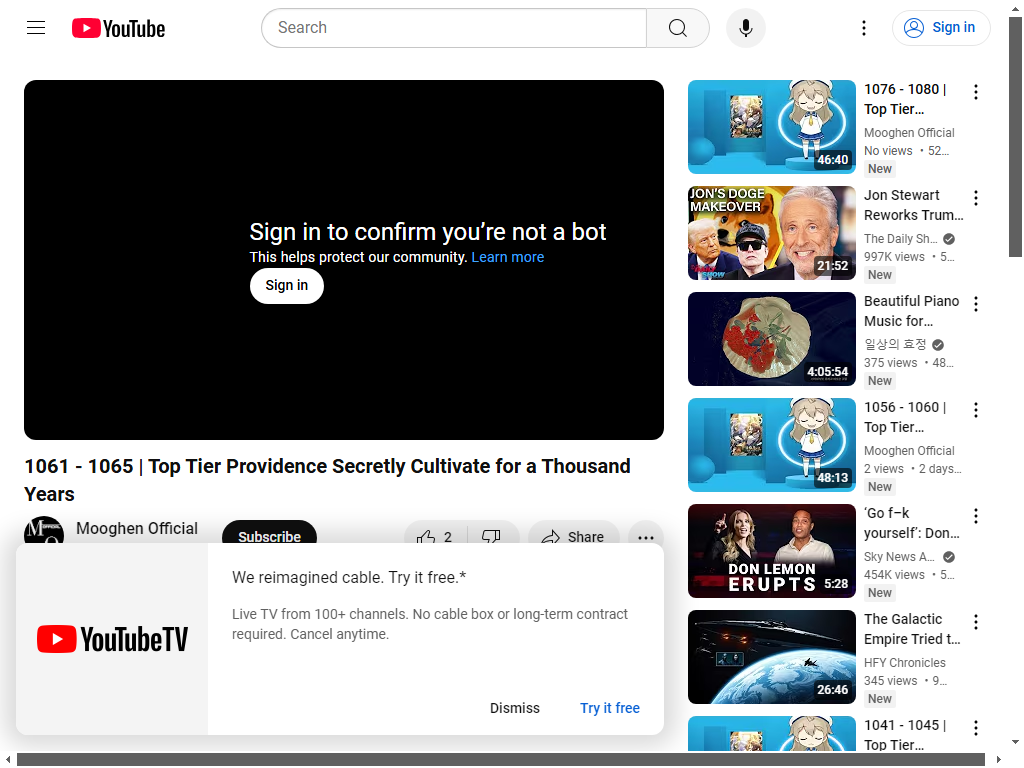 YouTube
Search
Sign in
Sign in to confirm you’re not a bot
This helps protect our community. Learn more
Sign in
1061 - 1065 | Top Tier Providence Secretly Cultivate for a Thousand
Years
Mooghen Official
Subscribe
2
Share
We reimagined cable. Try it free.*
Live TV from 100+ channels. No cable box or long-term contract
required. Cancel anytime.
YouTubeTV
Dismiss
Try it free
46:40
1076 - 1080 |
Top Tier…
Mooghen Official
No views • 52…
New
JON'S DOGE
MAKEOVER
21:52
Jon Stewart
Reworks Trum…
The Daily Sh…
997K views • 5…
New
4:05:54
Beautiful Piano
Music for…
일상의 효정
375 views • 48…
New
48:13
1056 - 1060 |
Top Tier…
Mooghen Official
2 views • 2 days…
New
DON LEMON
ERUPTS
5:28
‘Go f–k
yourself’: Don…
Sky News A…
454K views • 5…
New
26:46
The Galactic
Empire Tried t…
HFY Chronicles
345 views • 9…
New
1041 - 1045 |
Top Tier…